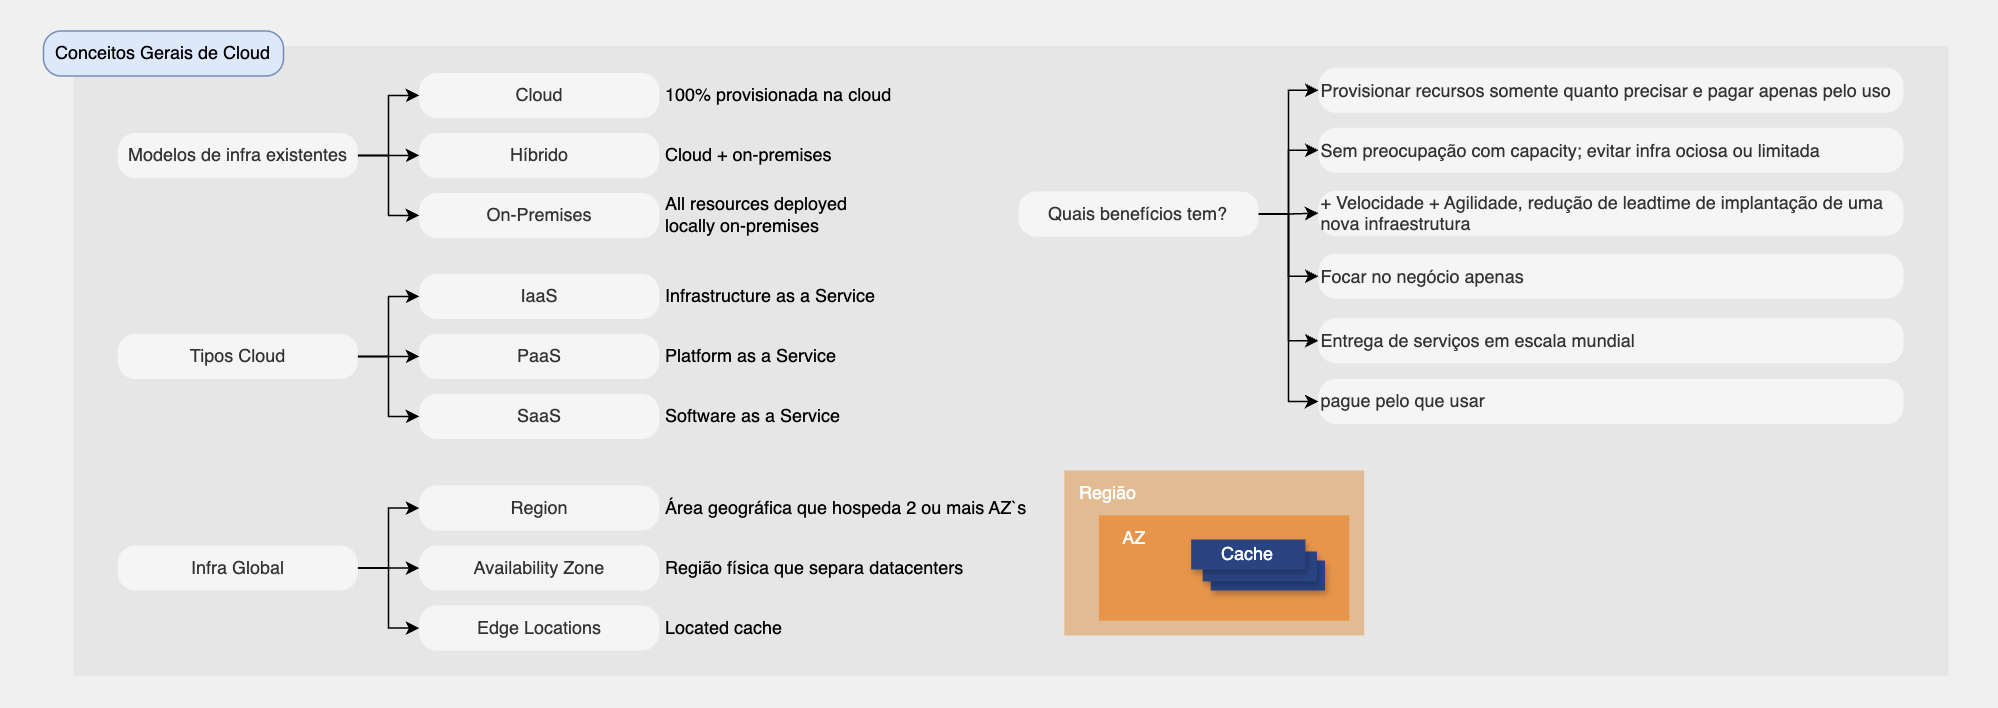 Conceitos Gerais de Cloud
Modelos de infra existentes
Cloud
100% provisionada na cloud
Híbrido
Cloud + on-premises
On-Premises
All resources deployed
locally on-premises
Tipos Cloud
IaaS
Infrastructure as a Service
PaaS
Platform as a Service
SaaS
Software as a Service
Infra Global
Region
Área geográfica que hospeda 2 ou mais AZ`s
Availability Zone
Região física que separa datacenters
Edge Locations
Located cache
Quais benefícios tem?
Provisionar recursos somente quanto precisar e pagar apenas pelo uso
Sem preocupação com capacity; evitar infra ociosa ou limitada
+ Velocidade + Agilidade, redução de leadtime de implantação de uma
nova infraestrutura
Focar no negócio apenas
Entrega de serviços em escala mundial
pague pelo que usar
Região
AZ
Cache